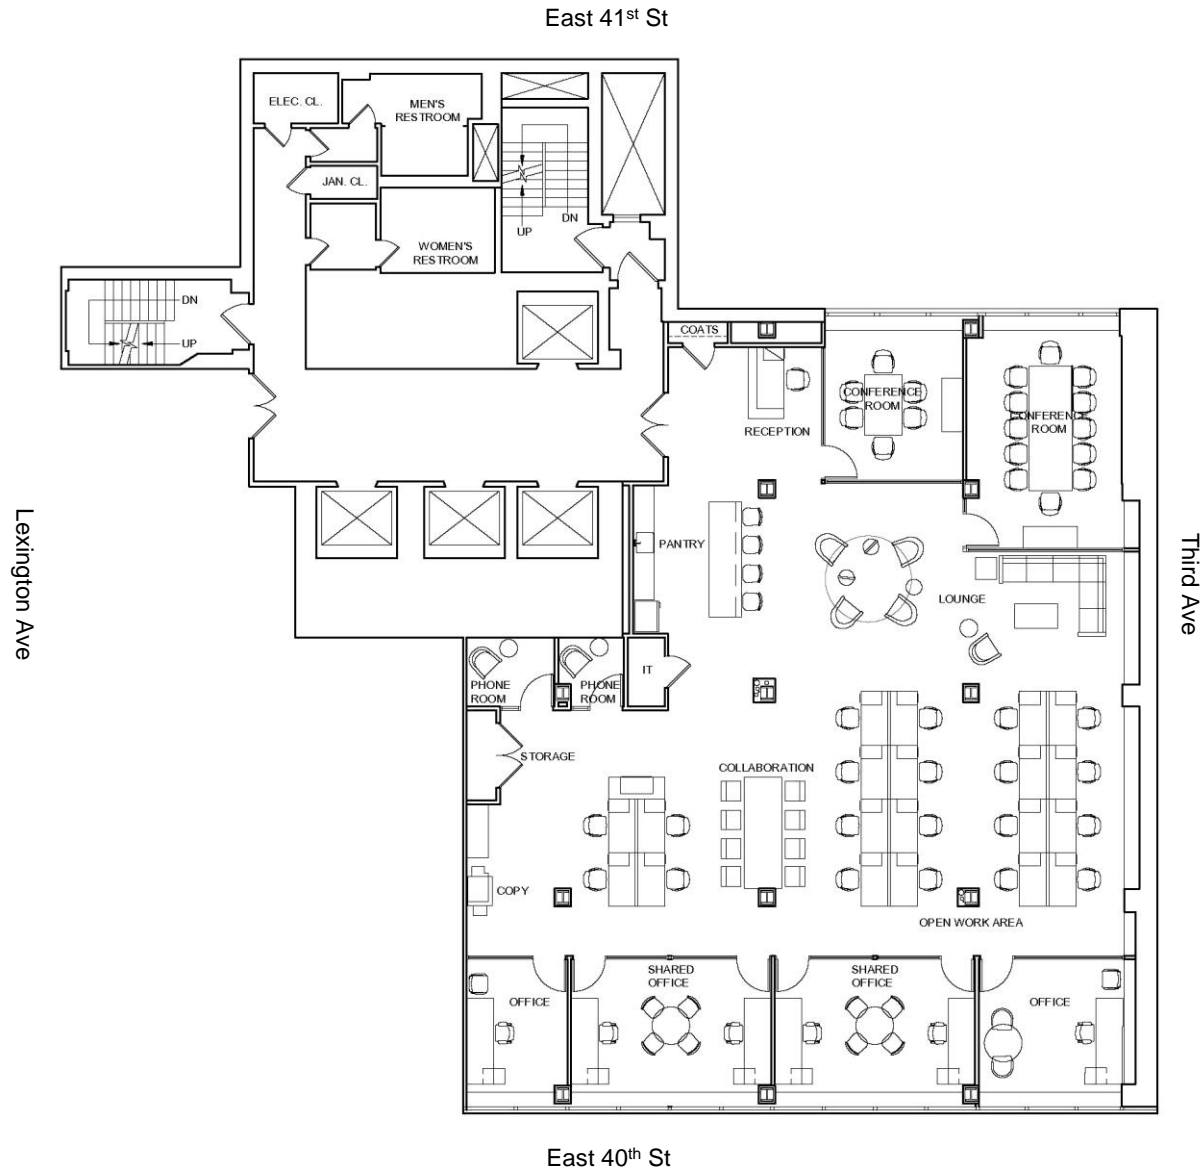 East 41st St
ELEC. CL.
MEN'S
RESTROOM
JAN. CL.
DN
UP
WOMEN'S
RESTROOM
DN
UP
COATS
CONFERENCE
ROOM
CONFERENCE
ROOM
RECEPTION
Lexington Ave
Third Ave
PANTRY
LOUNGE
IT
PHONE
ROOM
PHONE
ROOM
STORAGE
COLLABORATION
COPY
OPEN WORK AREA
OFFICE
SHARED
OFFICE
SHARED
OFFICE
OFFICE
East 40th St